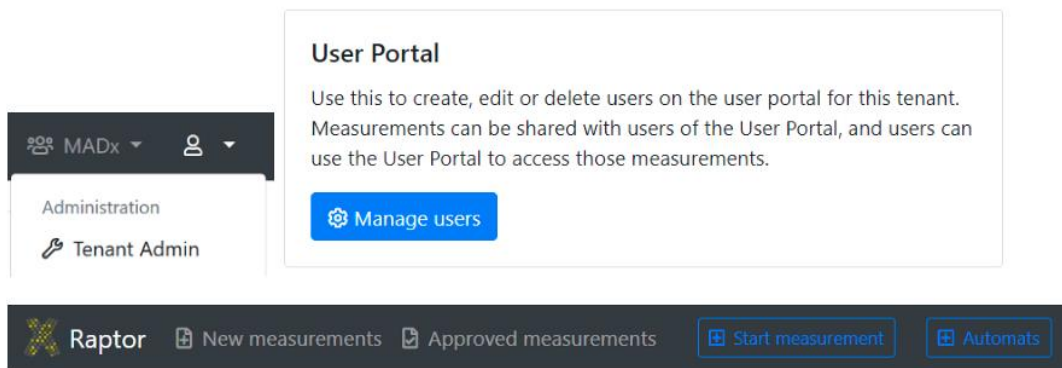 User Portal
Use this to create, edit or delete users on the user portal for this tenant.
Measurements can be shared with users of the User Portal, and users can
use the User Portal to access those measurements.
Manage users
MADx
Administration
Tenant Admin
Raptor New measurements Approved measurements Start measurement Automats